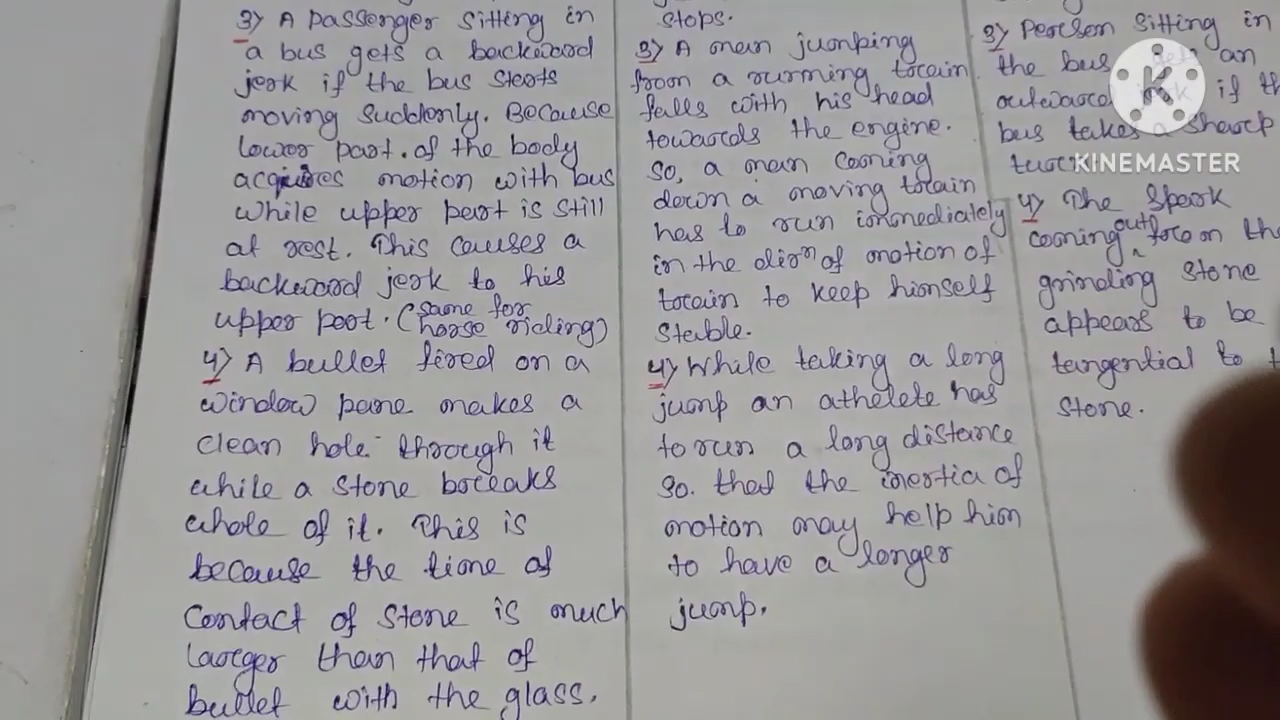 3) A passenger sitting in
a bus gets a backward
jerk if the bus starts
moving suddenly. Because
lower part of the body
acquires motion with bus
while upper part is still
at rest. This causes a
backward jerk to his
upper part. (same for
horse riding)
4) A bullet fired on a
window pane makes a
clean hole through it
while a stone breaks
whole of it. This is
because the time of
contact of stone is much
larger than that of
bullet with the glass.
stops.
3) A man jumping
from a running train
falls with his head
towards the engine.
So, a man coming
down a moving train
has to run immediately
in the dirn of motion of
train to keep himself
stable.
4) While taking a long
jump an athelete has
to run a long distance
so. that the inertia of
motion may help him
to have a longer
jump.
3) Person sitting in
the bus an
outward if th
bus takes a sharp
turn
4) The spark
coming out from th
grinding stone
appears to be
tangential to t
stone.
K
KINEMASTER